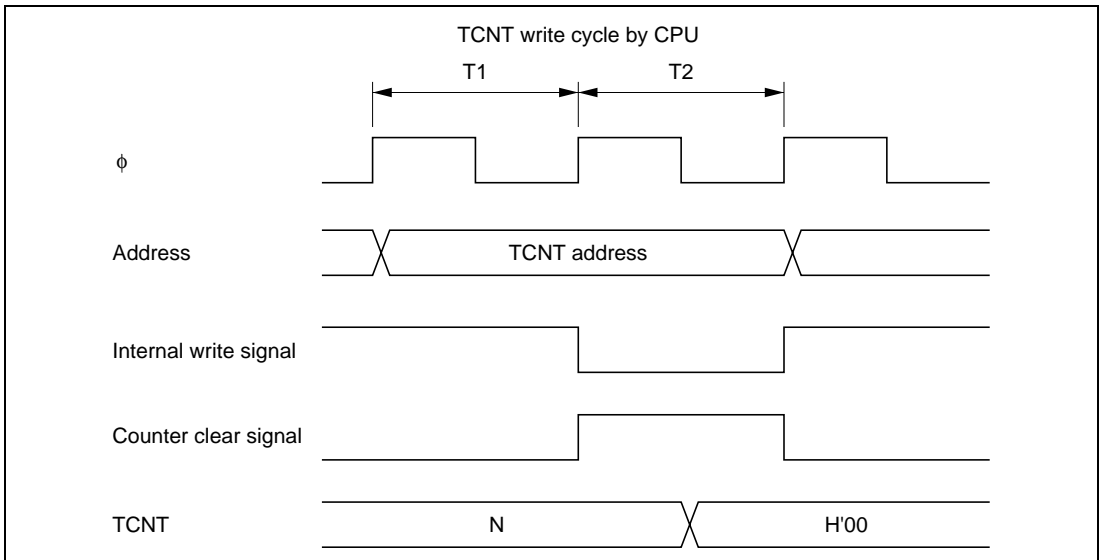 TCNT write cycle by CPU
T1 T2
ϕ
Address TCNT address
Internal write signal
Counter clear signal
TCNT N H'00